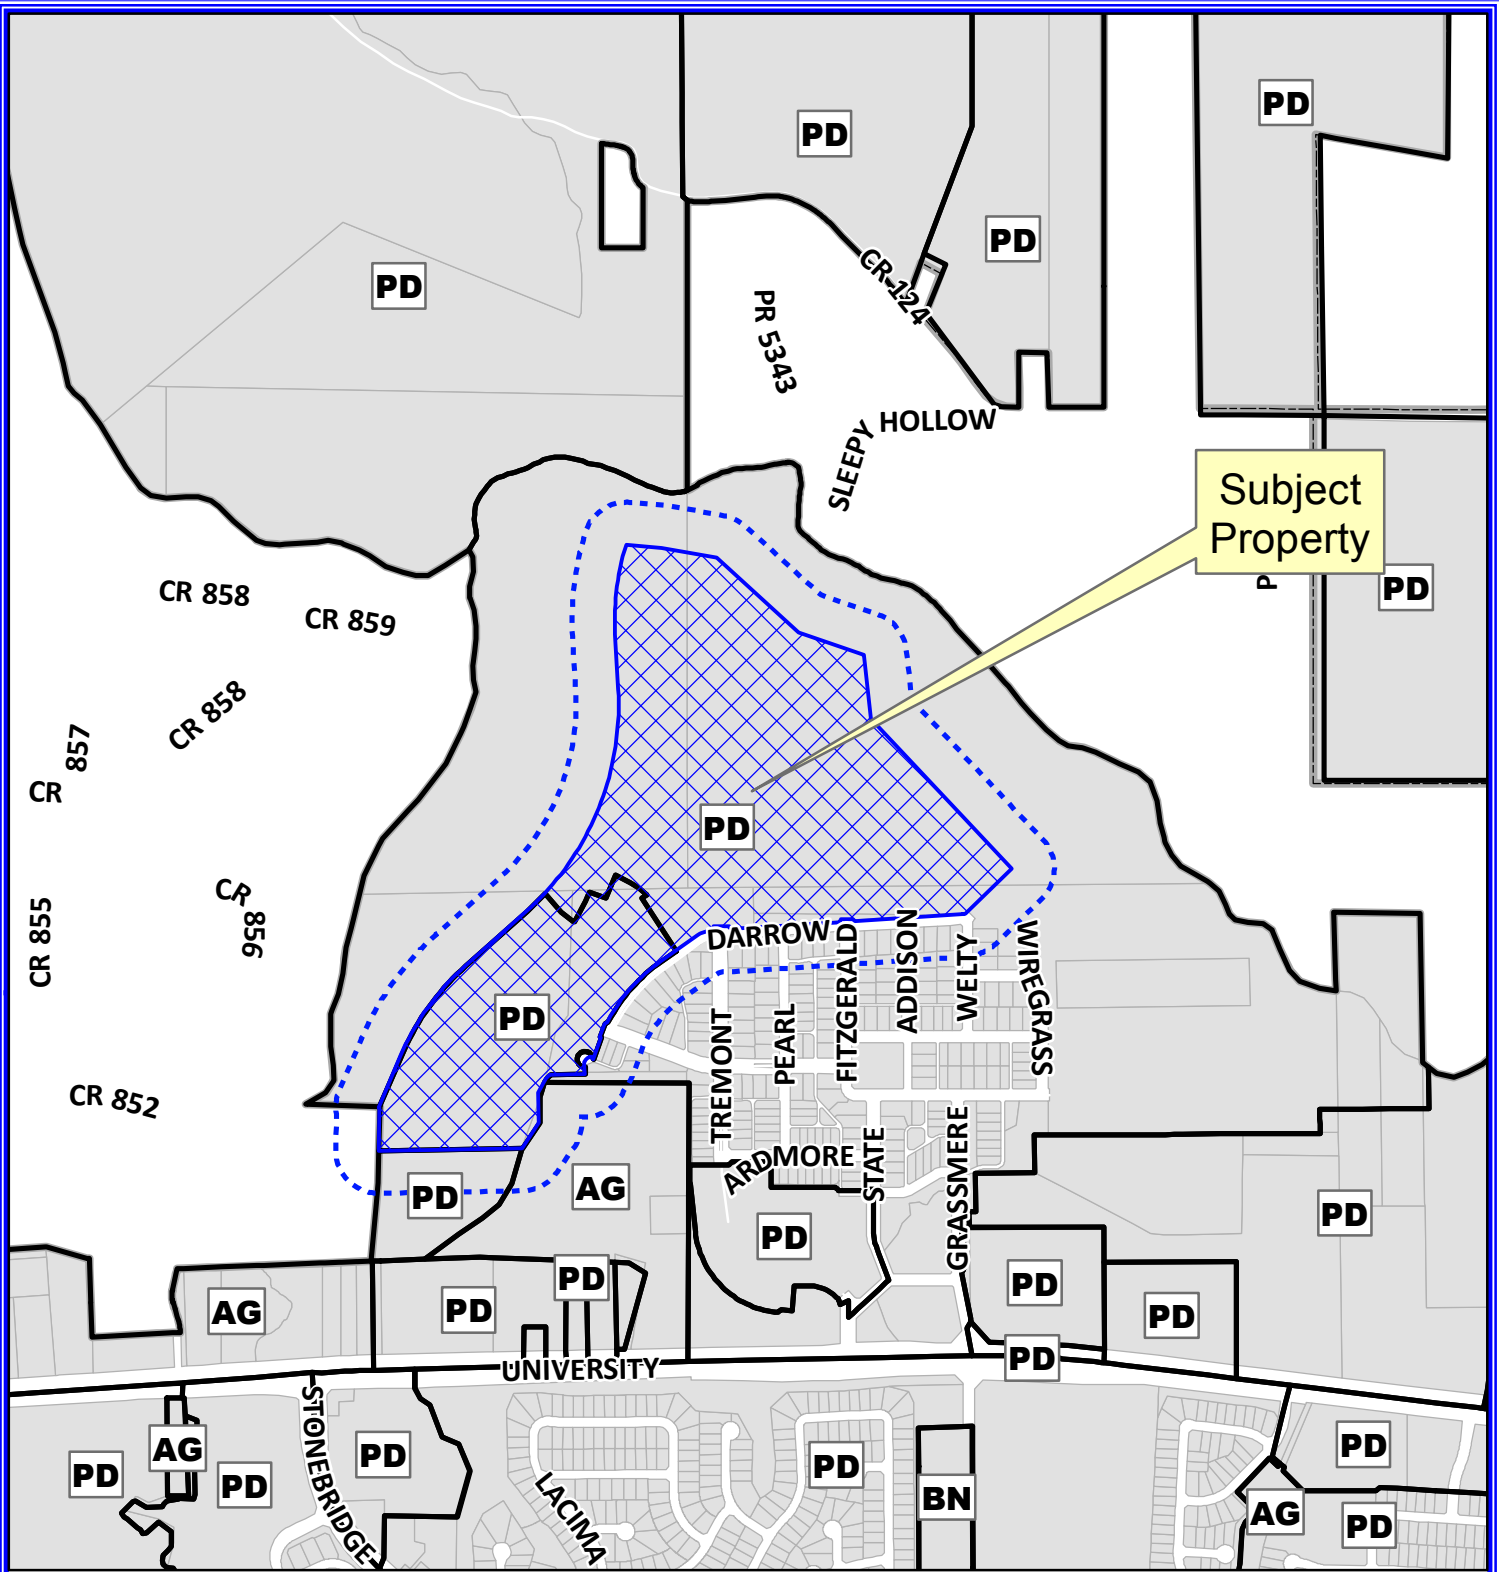 PD
PD
PD
PD
CR 124
PR 5343
HOLLOW
SLEEPY
Subject
Property
P
PD
CR 858
CR 859
CR 858
857
CR
PD
CR
856
CR 855
DARROW
FITZGERALD
ADDISON
WELTY
WIREGRASS
PD
TREMONT
PEARL
CR 852
ARDMORE
STATE
GRASSMERE
PD
AG
PD
PD
PD
AG
PD
PD
PD
PD
UNIVERSITY
STONEBRIDGE
PD
AG
PD
PD
LACIMA
PD
BN
PD
AG
PD